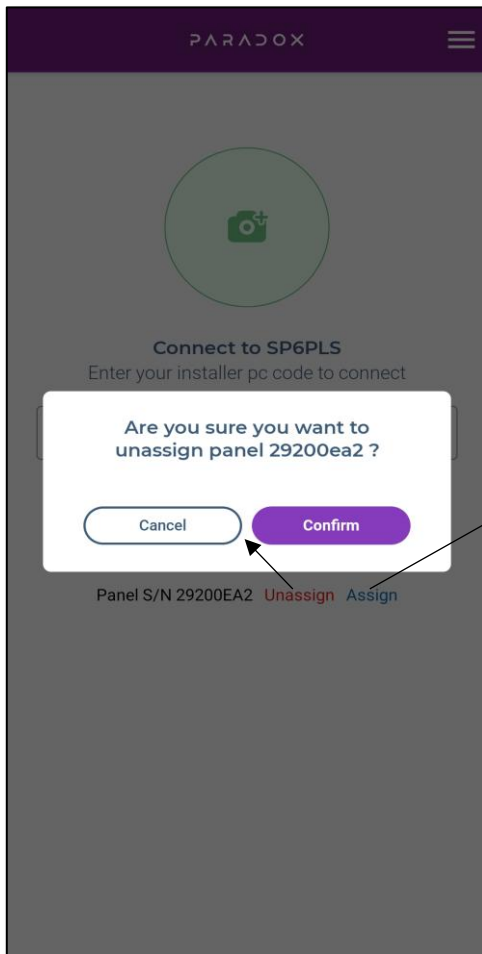 PARADOX
Connect to SP6PLS
Enter your installer pc code to connect
Are you sure you want to
unassign panel 29200ea2 ?
Cancel Confirm
Panel S/N 29200EA2 Unassign Assign